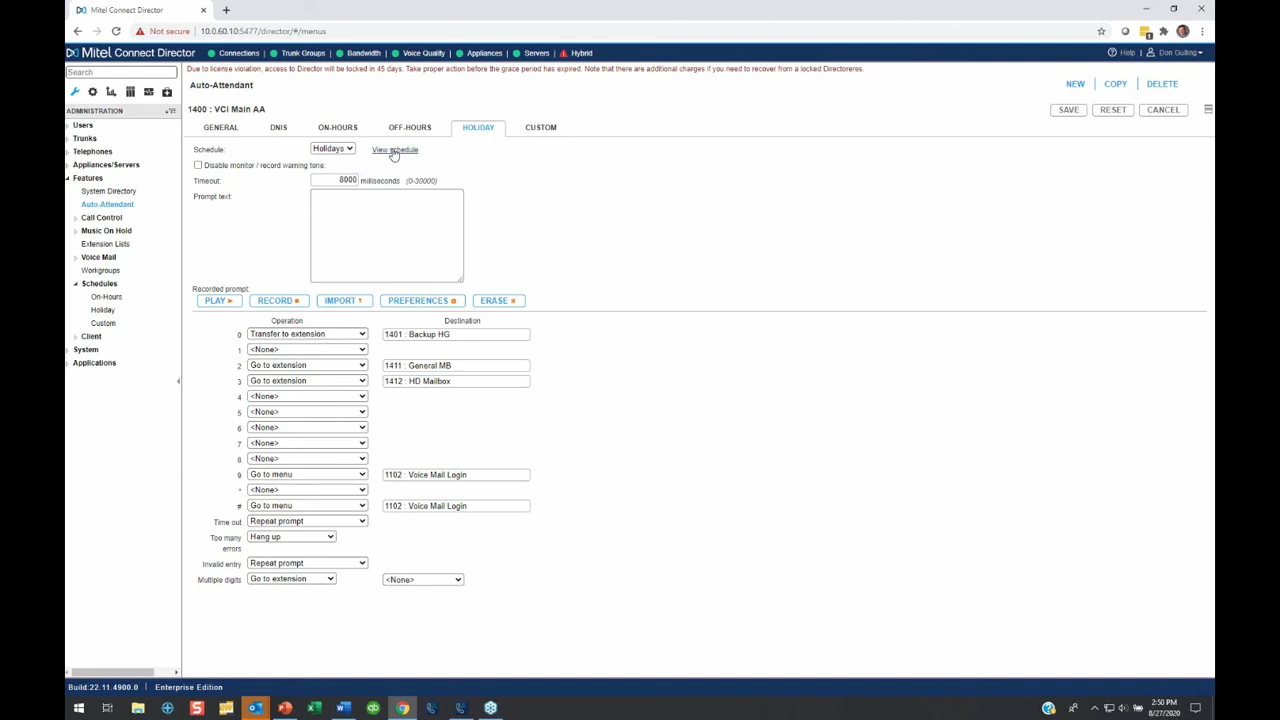 Mitel Connect Director
Not secure 10.0.60.10:5477/director/#/menus
Mitel Connect Director
Connections
Trunk Groups
Bandwidth
Voice Quality
Appliances
Servers
Hybrid
Help
Don Gulling
Search
Due to license violation, access to Director will be locked in 45 days. Take proper action before the grace period has expired. Note that there are additional charges if you need to recover from a locked Directoreres.
Auto-Attendant
NEW COPY DELETE
1400 : VCI Main AA
SAVE RESET CANCEL
ADMINISTRATION
Users
Trunks
Telephones
Appliances/Servers
Features
System Directory
Auto-Attendant
Call Control
Music On Hold
Extension Lists
Voice Mail
Workgroups
Schedules
On-Hours
Holiday
Custom
Client
System
Applications
GENERAL DNIS ON-HOURS OFF-HOURS HOLIDAY CUSTOM
Schedule: Holidays View schedule
Disable monitor / record warning tone:
Timeout: 8000 milliseconds (0-30000)
Prompt text:
Recorded prompt:
PLAY RECORD IMPORT PREFERENCES ERASE
Operation Destination
0 Transfer to extension 1401 : Backup HG
1 <None>
2 Go to extension 1411 : General MB
3 Go to extension 1412 : HD Mailbox
4 <None>
5 <None>
6 <None>
7 <None>
8 <None>
9 Go to menu 1102 : Voice Mail Login
* <None>
# Go to menu 1102 : Voice Mail Login
Time out Repeat prompt
Too many errors Hang up
Invalid entry Repeat prompt
Multiple digits Go to extension <None>
Build:22.11.4900.0 Enterprise Edition
2:50 PM
8/27/2020